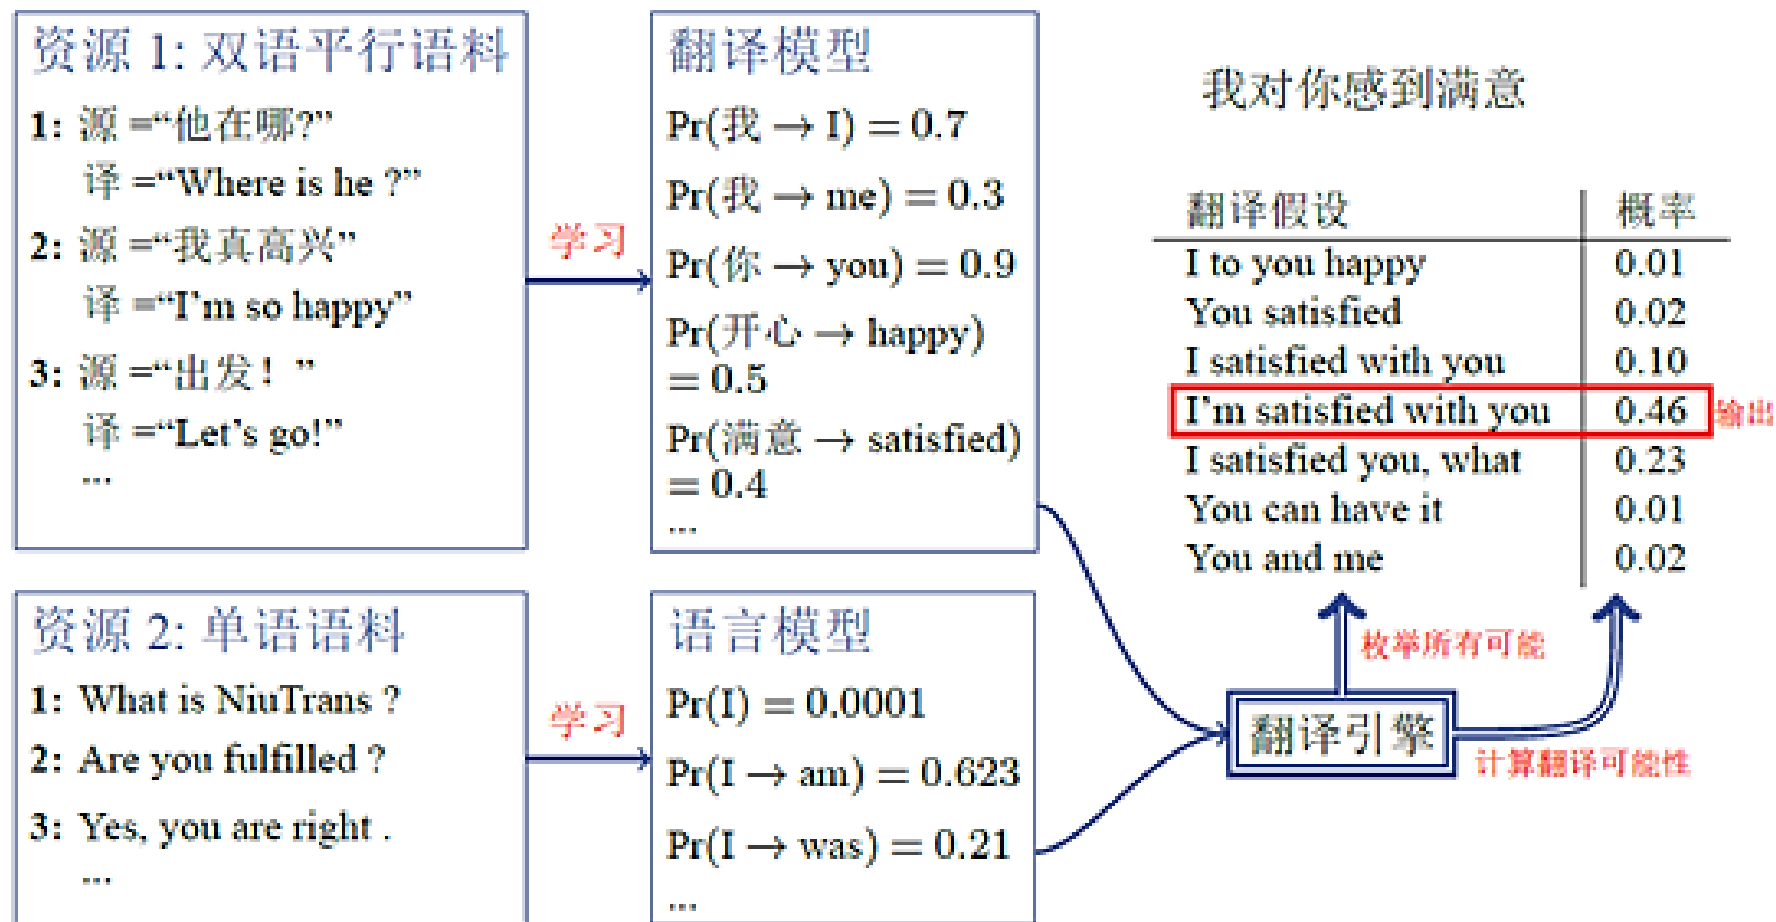 资源 1: 双语平行语料
1: 源 =“他在哪?”
译 =“Where is he ?”
2: 源 =“我真高兴”
译 =“I’m so happy”
3: 源 =“出发！”
译 =“Let’s go!”
...
学习
翻译模型
Pr(我 → I) = 0.7
Pr(我 → me) = 0.3
Pr(你 → you) = 0.9
Pr(开心 → happy)
= 0.5
Pr(满意 → satisfied)
= 0.4
...
资源 2: 单语语料
1: What is NiuTrans ?
2: Are you fulfilled ?
3: Yes, you are right .
...
学习
语言模型
Pr(I) = 0.0001
Pr(I → am) = 0.623
Pr(I → was) = 0.21
...
我对你感到满意
翻译假设 概率
I to you happy 0.01
You satisfied 0.02
I satisfied with you 0.10
I’m satisfied with you 0.46 输出
I satisfied you, what 0.23
You can have it 0.01
You and me 0.02
枚举所有可能
翻译引擎
计算翻译可能性